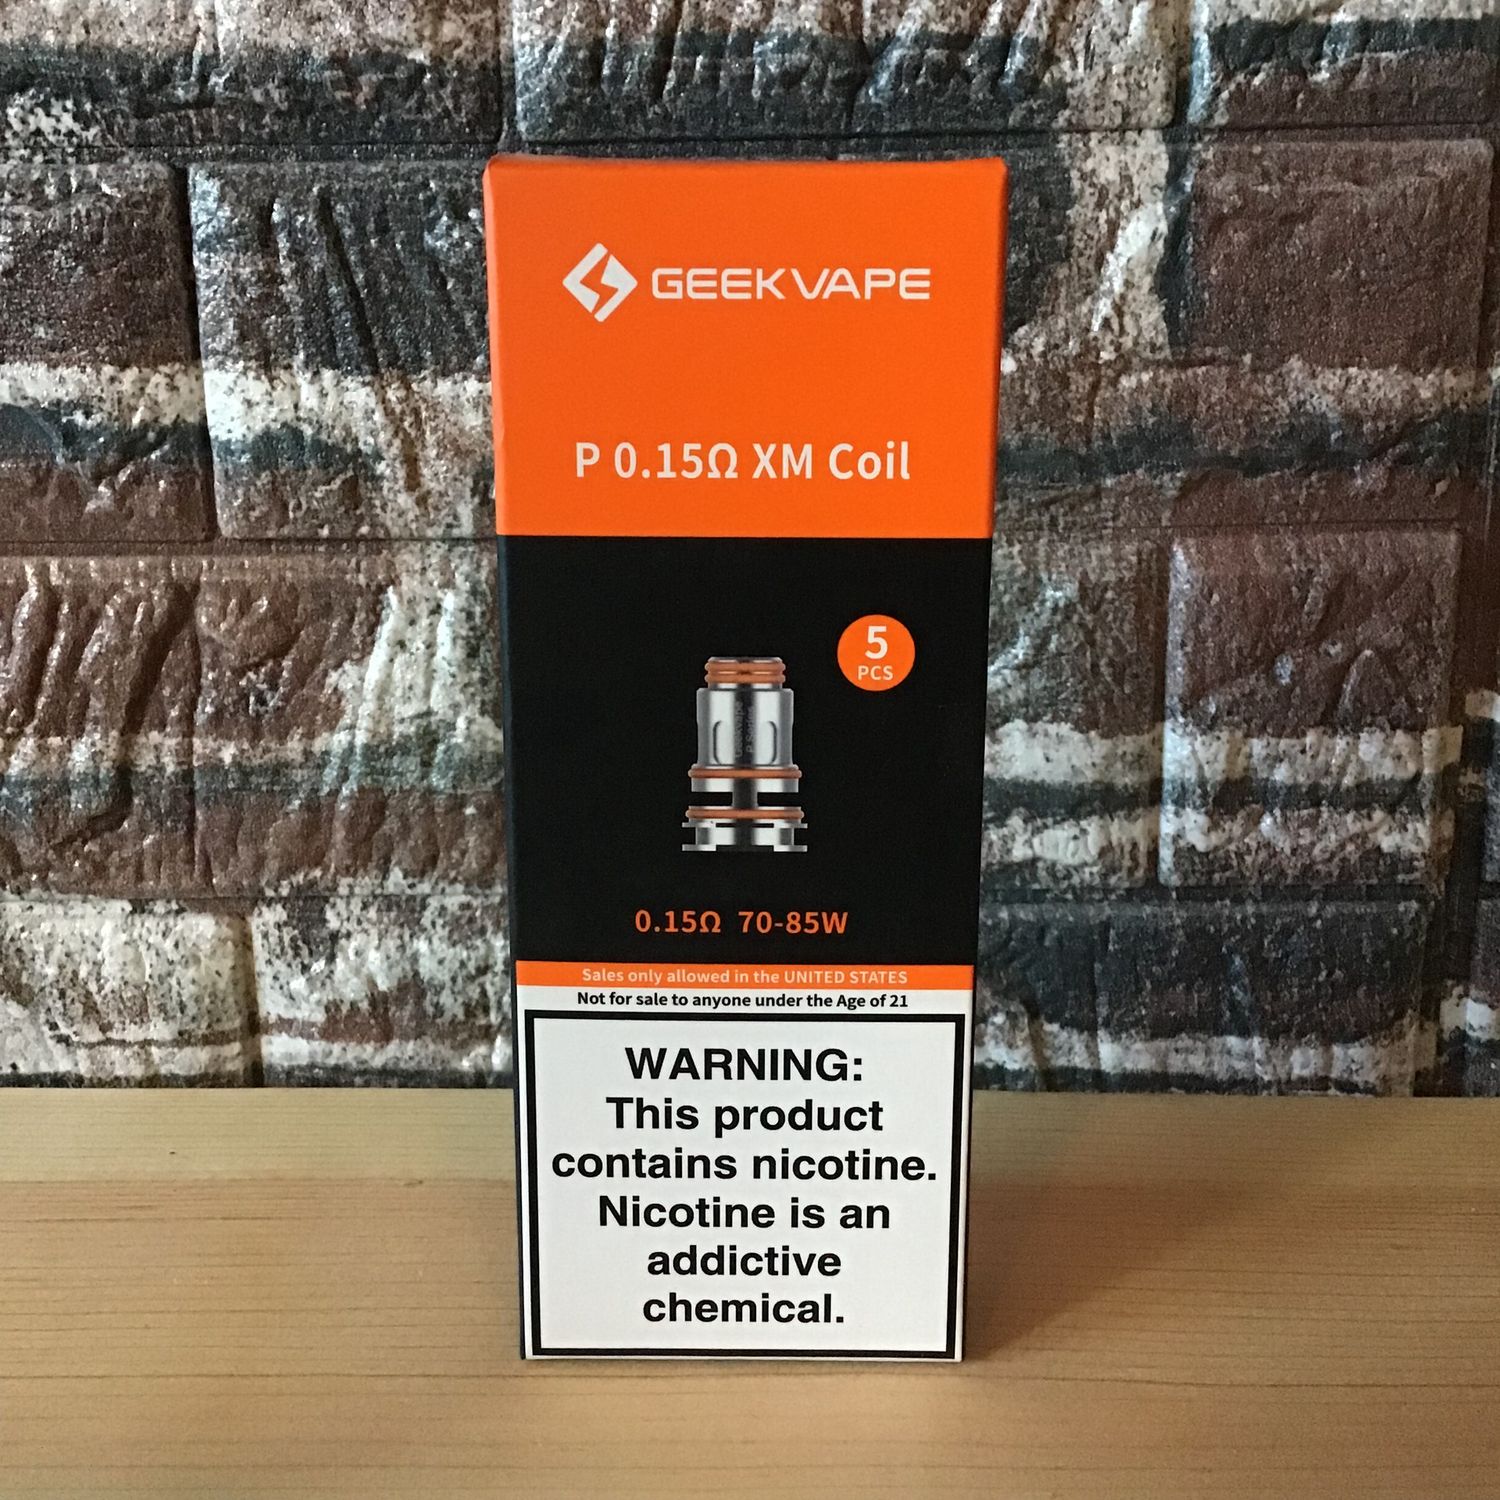 GEEKVAPE
P 0.15Ω XM Coil
5
PCS
0.15Ω 70-85W
Sales only allowed in the UNITED STATES
Not for sale to anyone under the Age of 21
WARNING:
This product
contains nicotine.
Nicotine is an
addictive
chemical.